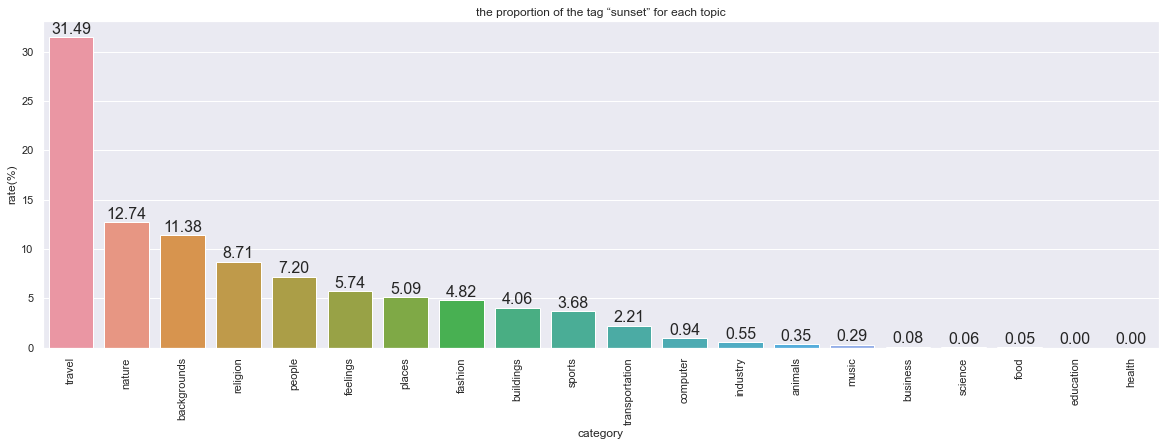 the proportion of the tag “sunset” for each topic
rate(%)
30
25
20
15
10
5
0
31.49
12.74
11.38
8.71
7.20
5.74
5.09
4.82
4.06
3.68
2.21
0.94
0.55
0.35
0.29
0.08
0.06
0.05
0.00
0.00
travel
nature
backgrounds
religion
people
feelings
places
fashion
buildings
sports
transportation
computer
industry
animals
music
business
science
food
education
health
category